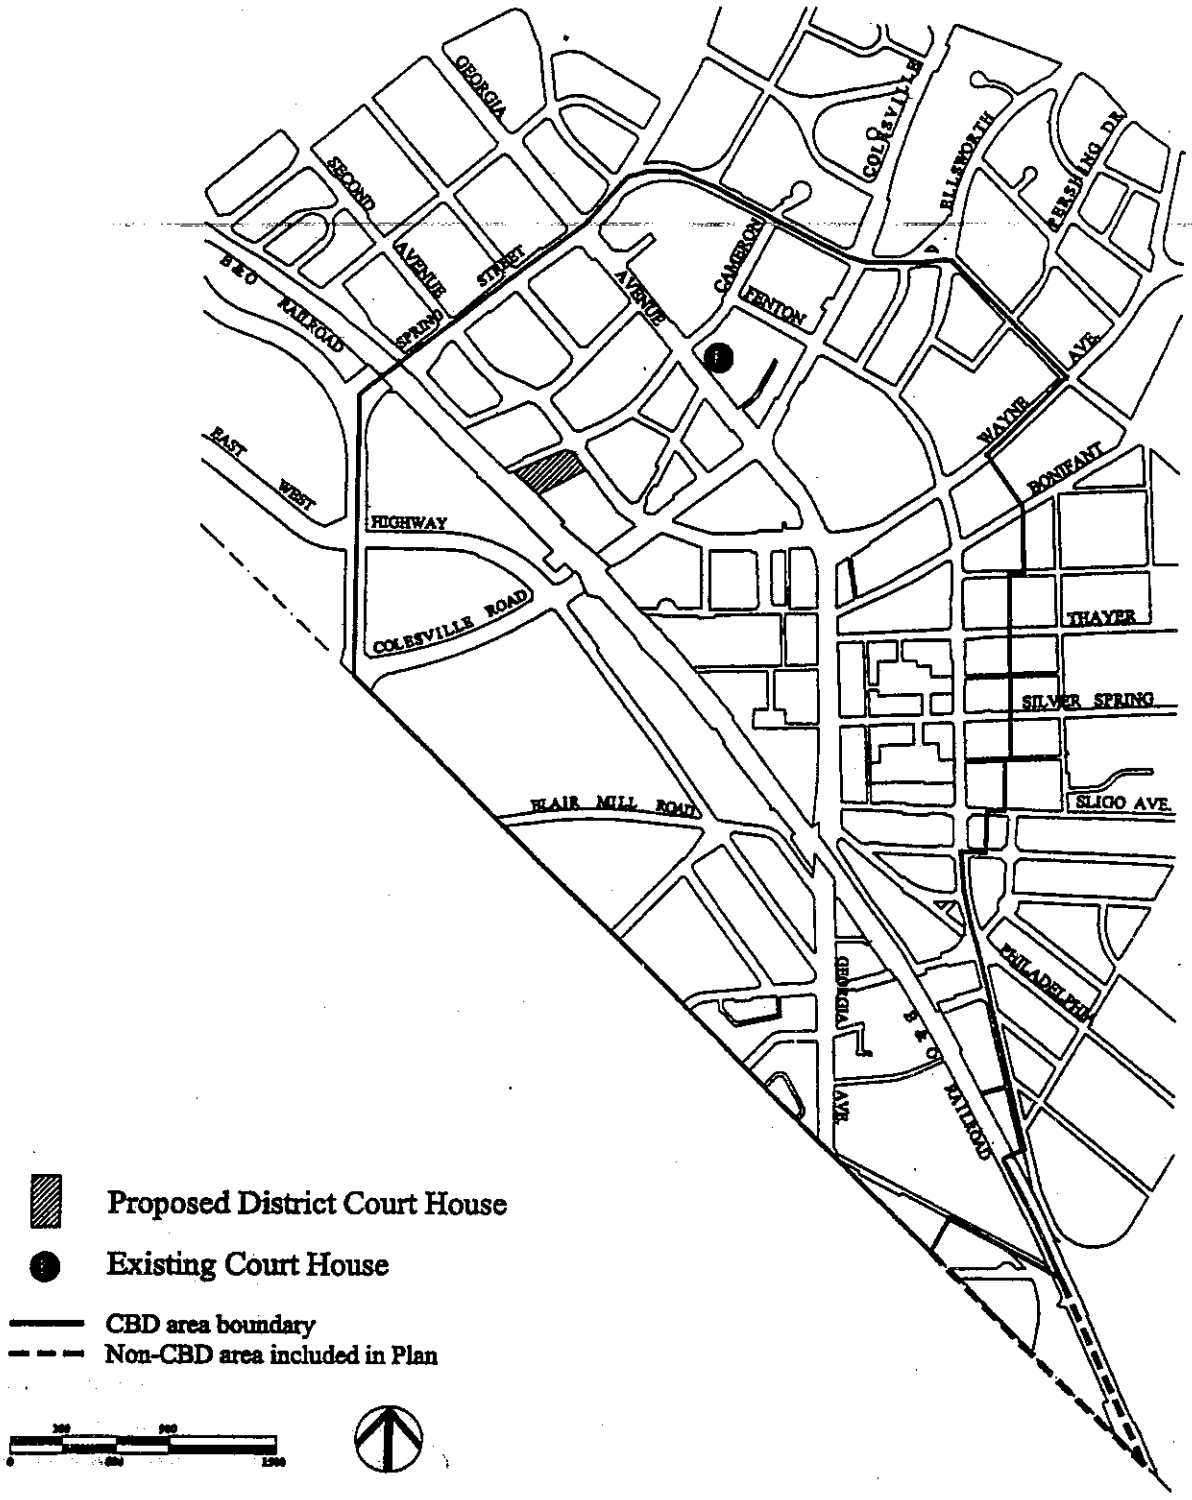 GEORGIA
COLESVILLE
ELLSWORTH
PERSHING DR.
SECOND
AVENUE
SPRING
STREET
CAMERON
AVENUE
FENTON
B & O
RAILROAD
WAYNE
AVE.
BONIFANT
EAST
WEST
HIGHWAY
COLESVILLE ROAD
THAYER
SILVER SPRING
SLIGO AVE.
BLAIR MILL ROAD
PHILADELPHIA
GEORGIA
AVE.
B & O
RAILROAD
Proposed District Court House
Existing Court House
CBD area boundary
Non-CBD area included in Plan